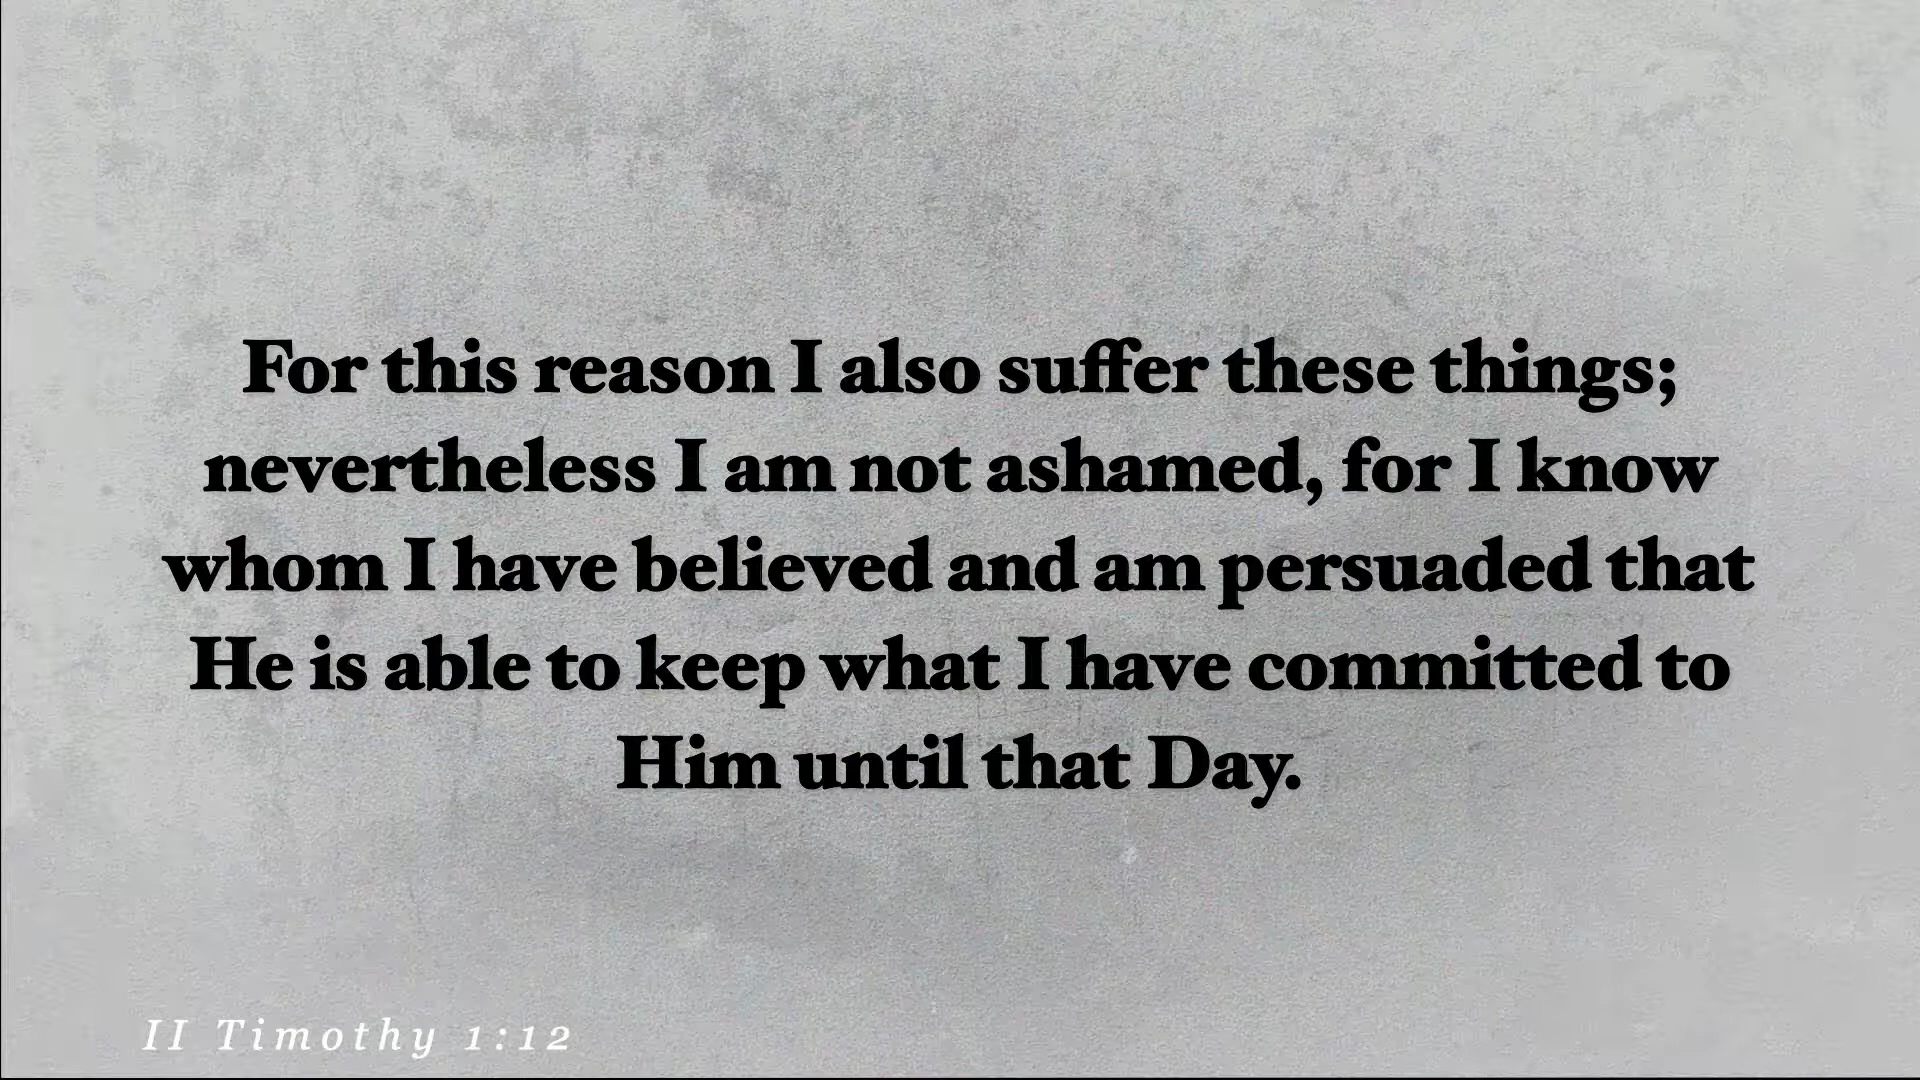 For this reason I also suffer these things;
nevertheless I am not ashamed, for I know
whom I have believed and am persuaded that
He is able to keep what I have committed to
Him until that Day.
II Timothy 1:12